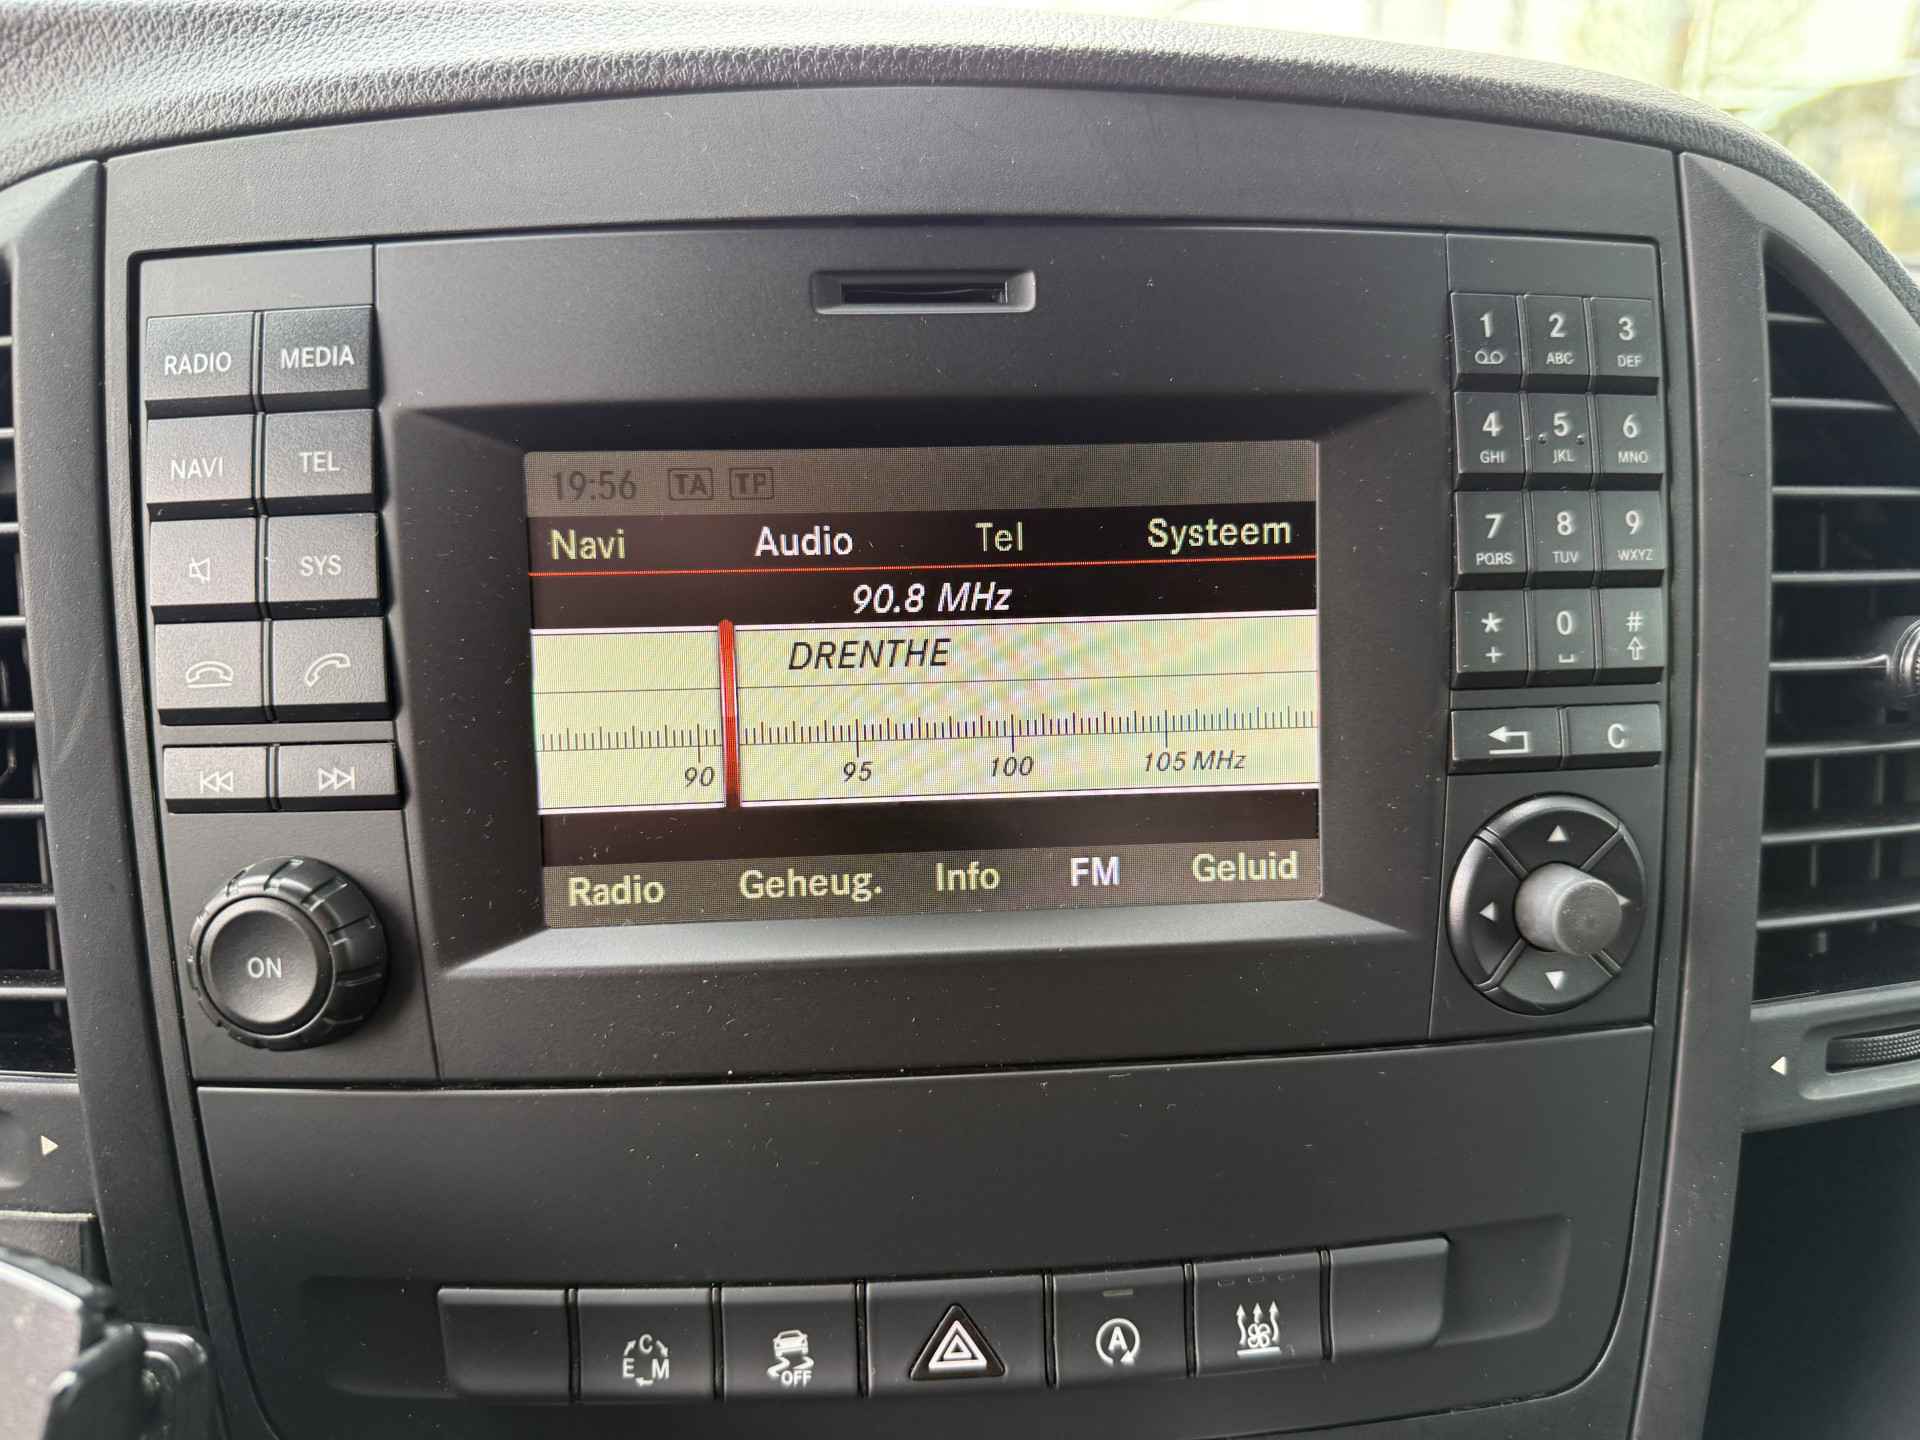 RADIO MEDIA
NAVI TEL
SYS
ON
19:56 TA TP
Navi Audio Tel Systeem
90.8 MHz
DRENTHE
90 95 100 105 MHz
Radio Geheug. Info FM Geluid
1 2 3
ABC DEF
4 5 6
GHI JKL MNO
7 8 9
PQRS TUV WXYZ
* 0 #
+
C
C
E M
OFF
A